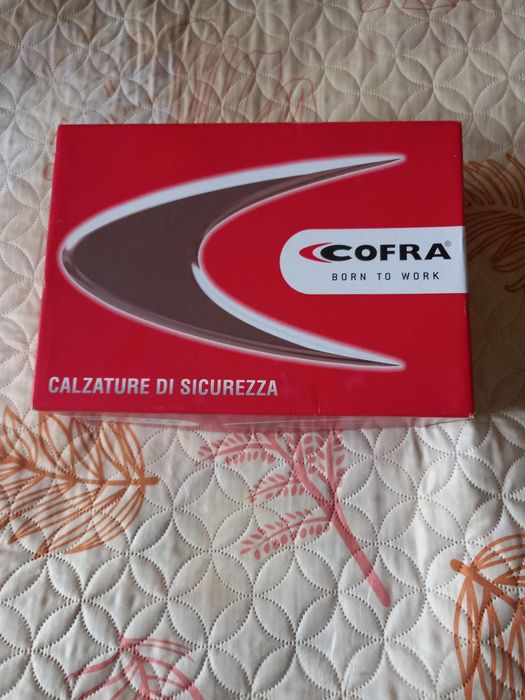 COFRA®
BORN TO WORK
CALZATURE DI SICUREZZA